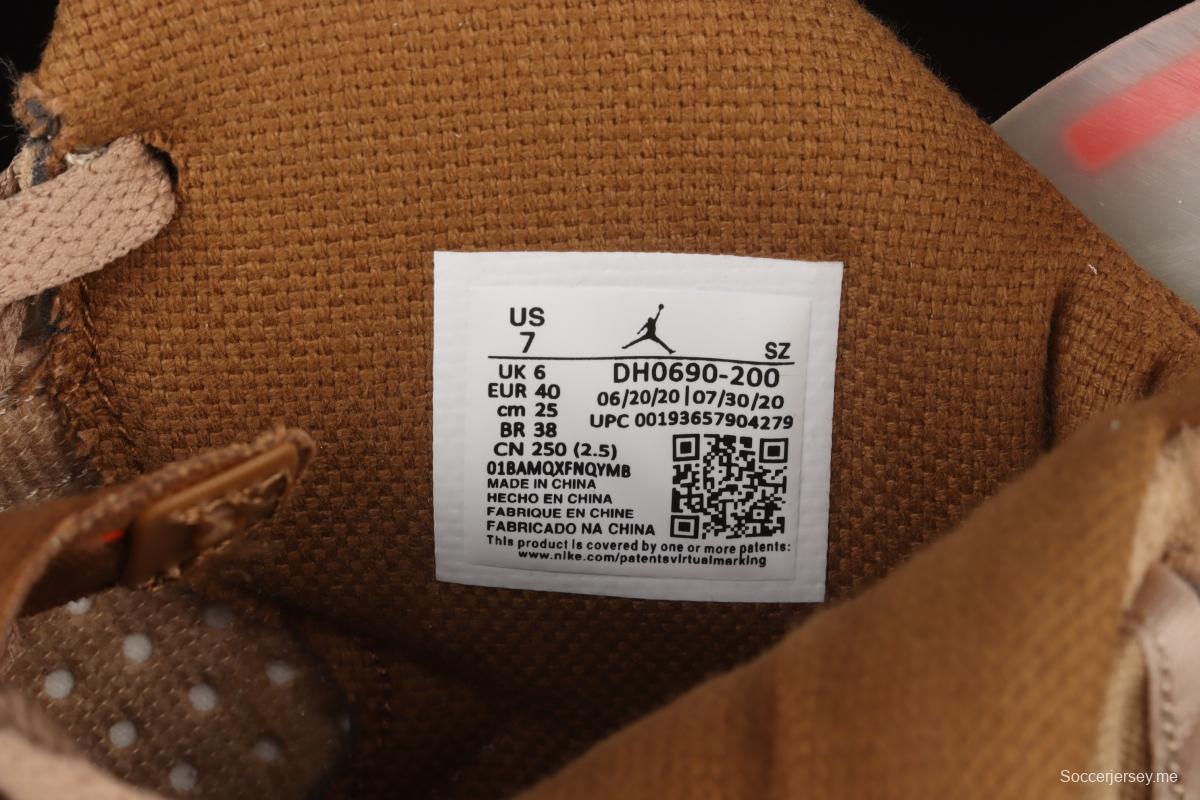 US
7
SZ
UK 6
EUR 40
cm 25
BR 38
CN 250 (2.5)
01BAMQXFNQYMB
MADE IN CHINA
HECHO EN CHINA
FABRIQUE EN CHINE
FABRICADO NA CHINA
DH0690-200
06/20/20|07/30/20
UPC 00193657904279
This product is covered by one or more patents:
www.nike.com/patentsvirtualmarking
Soccerjersey.me